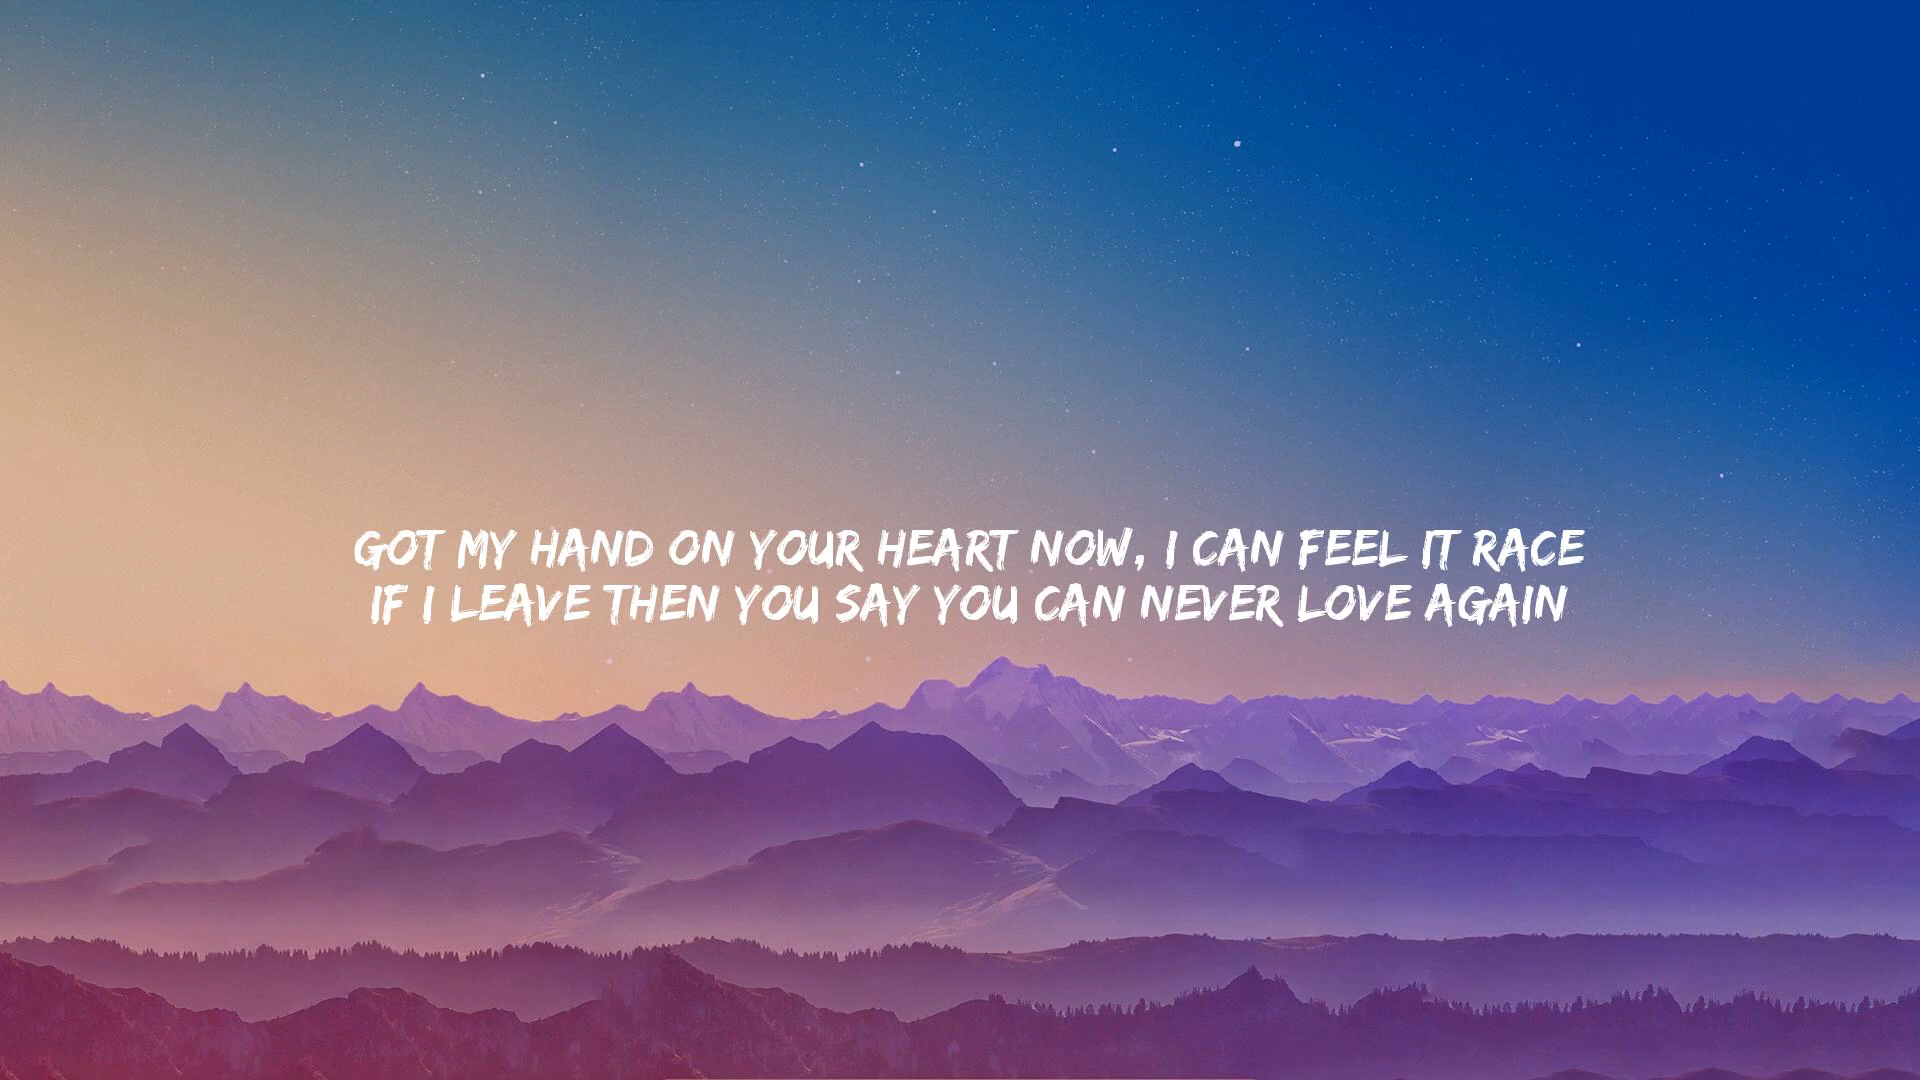 GOT MY HAND ON YOUR HEART NOW, I CAN FEEL IT RACE
IF I LEAVE THEN YOU SAY YOU CAN NEVER LOVE AGAIN